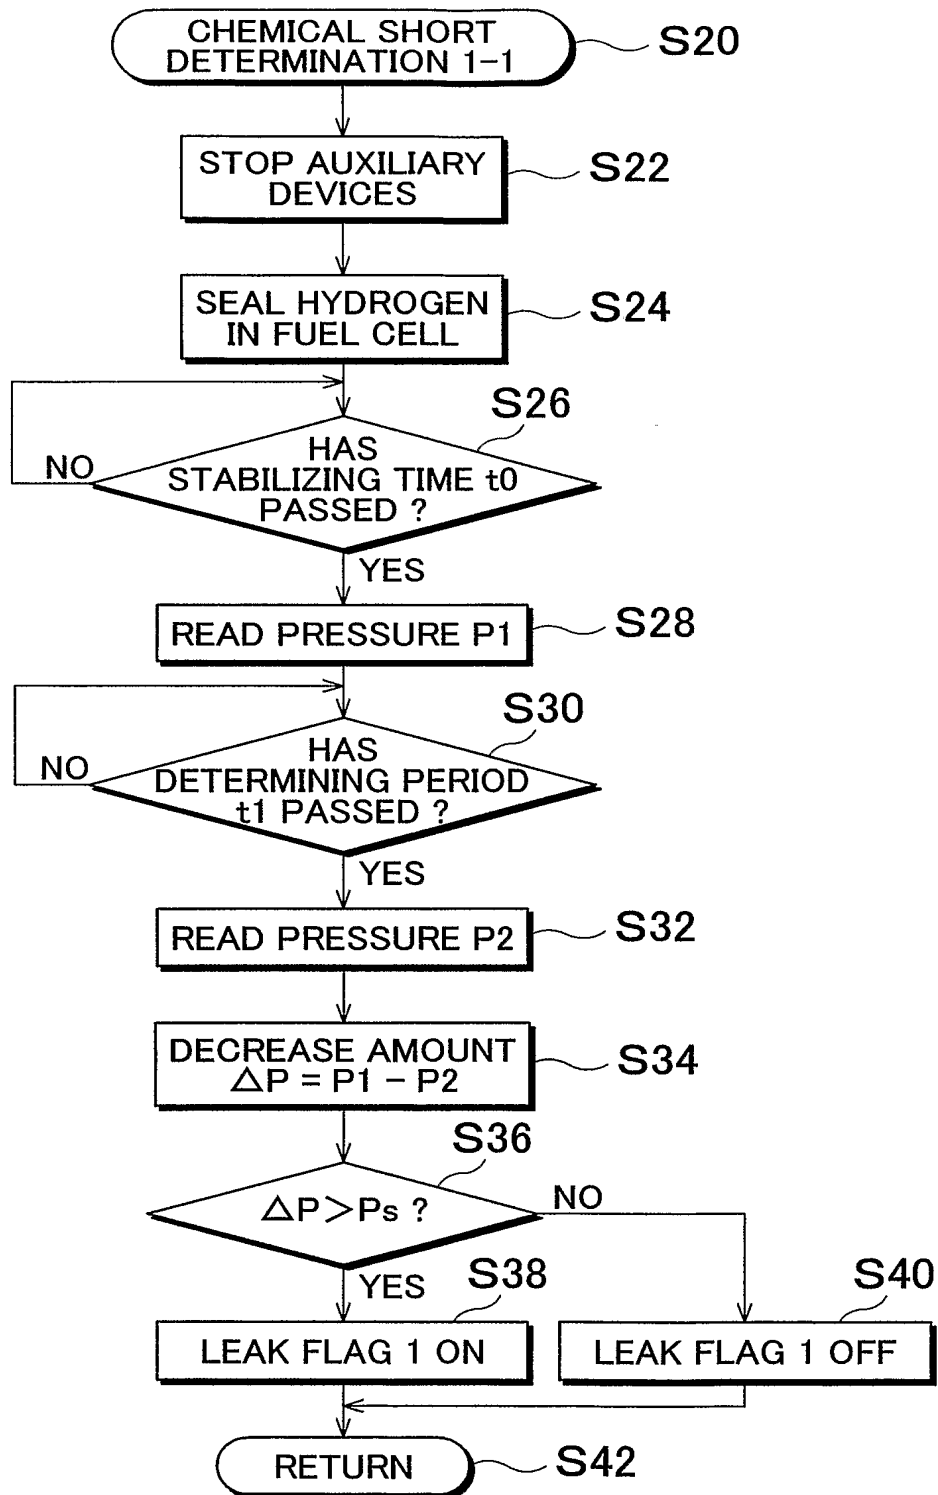 CHEMICAL SHORT
DETERMINATION 1-1
S20
STOP AUXILIARY
DEVICES
S22
SEAL HYDROGEN
IN FUEL CELL
S24
S26
HAS
STABILIZING TIME t0
PASSED ?
NO
YES
READ PRESSURE P1
S28
S30
HAS
DETERMINING PERIOD
t1 PASSED ?
NO
YES
READ PRESSURE P2
S32
DECREASE AMOUNT
△P = P1 - P2
S34
S36
△P > Ps ?
NO
YES
S38
S40
LEAK FLAG 1 ON
LEAK FLAG 1 OFF
RETURN
S42